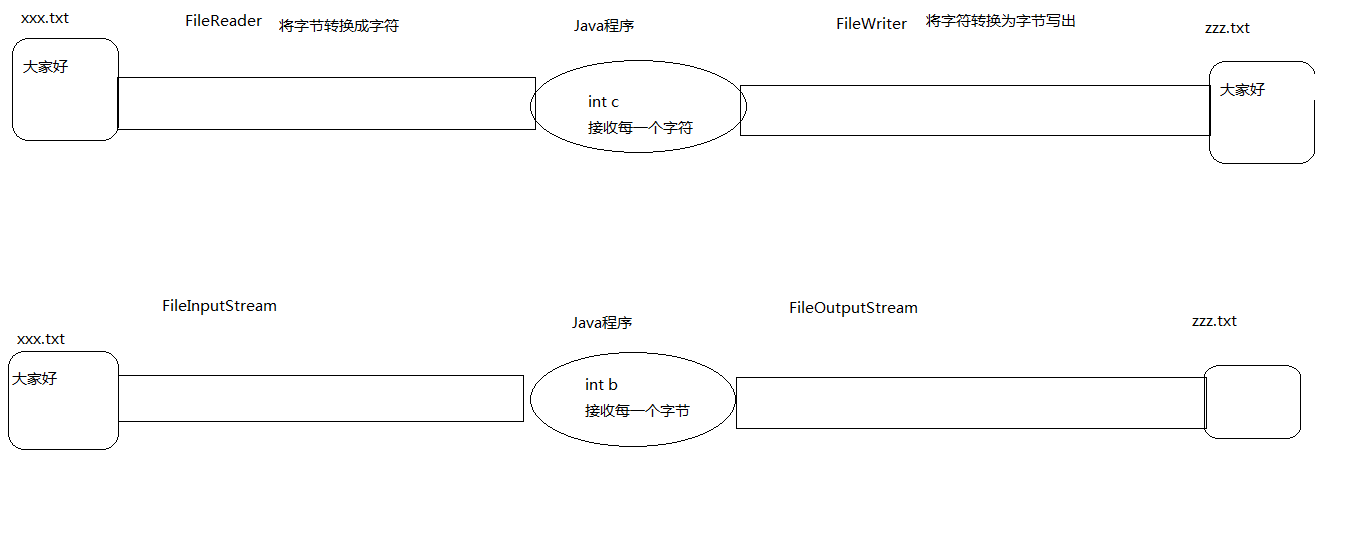 xxx.txt
FileReader
将字节转换成字符
Java程序
FileWriter
将字符转换为字节写出
zzz.txt
大家好
int c
接收每一个字符
大家好
FileInputStream
Java程序
FileOutputStream
zzz.txt
xxx.txt
大家好
int b
接收每一个字节